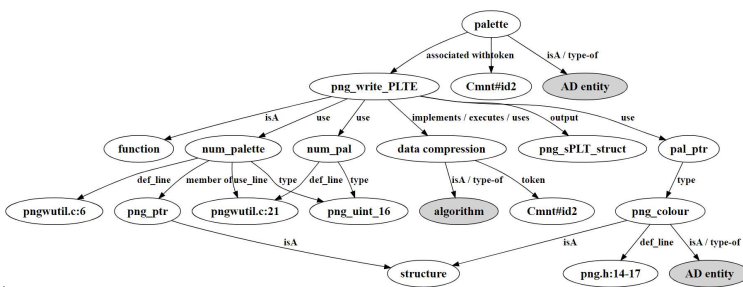 palette
associated with token isA / type-of
png_write_PLTE Cmnt#id2 AD entity
isA use use implements / executes / uses output use
function num_palette num_pal data compression png_sPLT_struct pal_ptr
def_line member of use_line type def_line type isA / type-of token type
pngwutil.c:6 png_ptr pngwutil.c:21 png_uint_16 algorithm Cmnt#id2 png_colour
isA isA def_line isA / type-of
structure png.h:14-17 AD entity